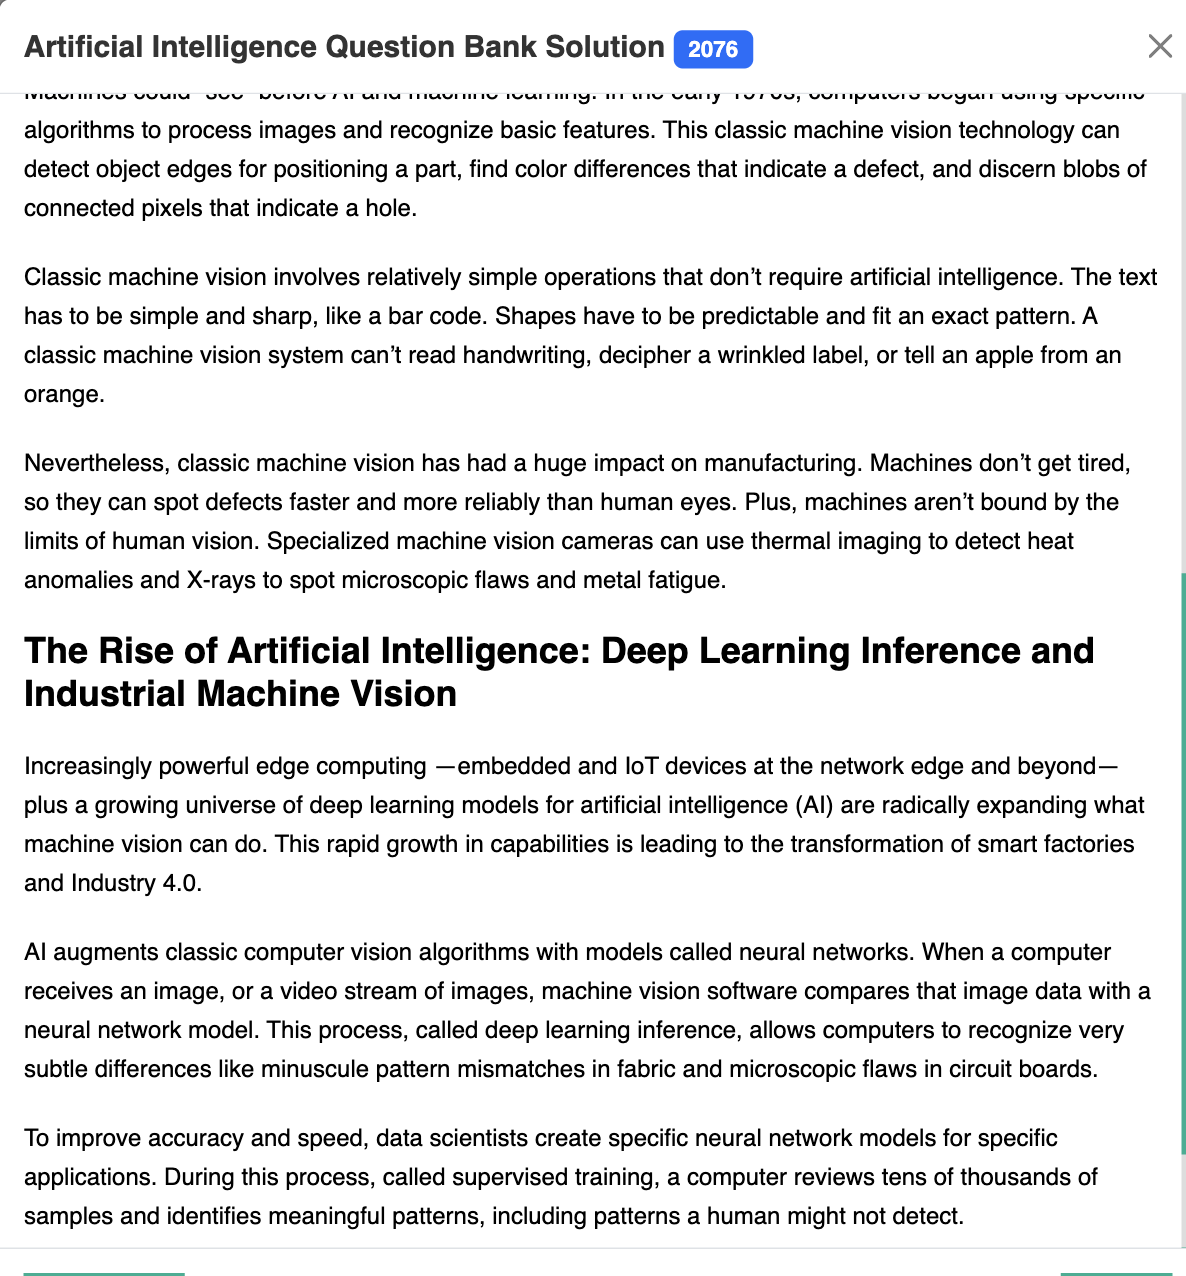 Artificial Intelligence Question Bank Solution 2076
Machines could "see" before AI and machine learning. In the early 1970s, computers began using specific
algorithms to process images and recognize basic features. This classic machine vision technology can
detect object edges for positioning a part, find color differences that indicate a defect, and discern blobs of
connected pixels that indicate a hole.
Classic machine vision involves relatively simple operations that don’t require artificial intelligence. The text
has to be simple and sharp, like a bar code. Shapes have to be predictable and fit an exact pattern. A
classic machine vision system can’t read handwriting, decipher a wrinkled label, or tell an apple from an
orange.
Nevertheless, classic machine vision has had a huge impact on manufacturing. Machines don’t get tired,
so they can spot defects faster and more reliably than human eyes. Plus, machines aren’t bound by the
limits of human vision. Specialized machine vision cameras can use thermal imaging to detect heat
anomalies and X-rays to spot microscopic flaws and metal fatigue.
The Rise of Artificial Intelligence: Deep Learning Inference and
Industrial Machine Vision
Increasingly powerful edge computing —embedded and IoT devices at the network edge and beyond—
plus a growing universe of deep learning models for artificial intelligence (AI) are radically expanding what
machine vision can do. This rapid growth in capabilities is leading to the transformation of smart factories
and Industry 4.0.
AI augments classic computer vision algorithms with models called neural networks. When a computer
receives an image, or a video stream of images, machine vision software compares that image data with a
neural network model. This process, called deep learning inference, allows computers to recognize very
subtle differences like minuscule pattern mismatches in fabric and microscopic flaws in circuit boards.
To improve accuracy and speed, data scientists create specific neural network models for specific
applications. During this process, called supervised training, a computer reviews tens of thousands of
samples and identifies meaningful patterns, including patterns a human might not detect.